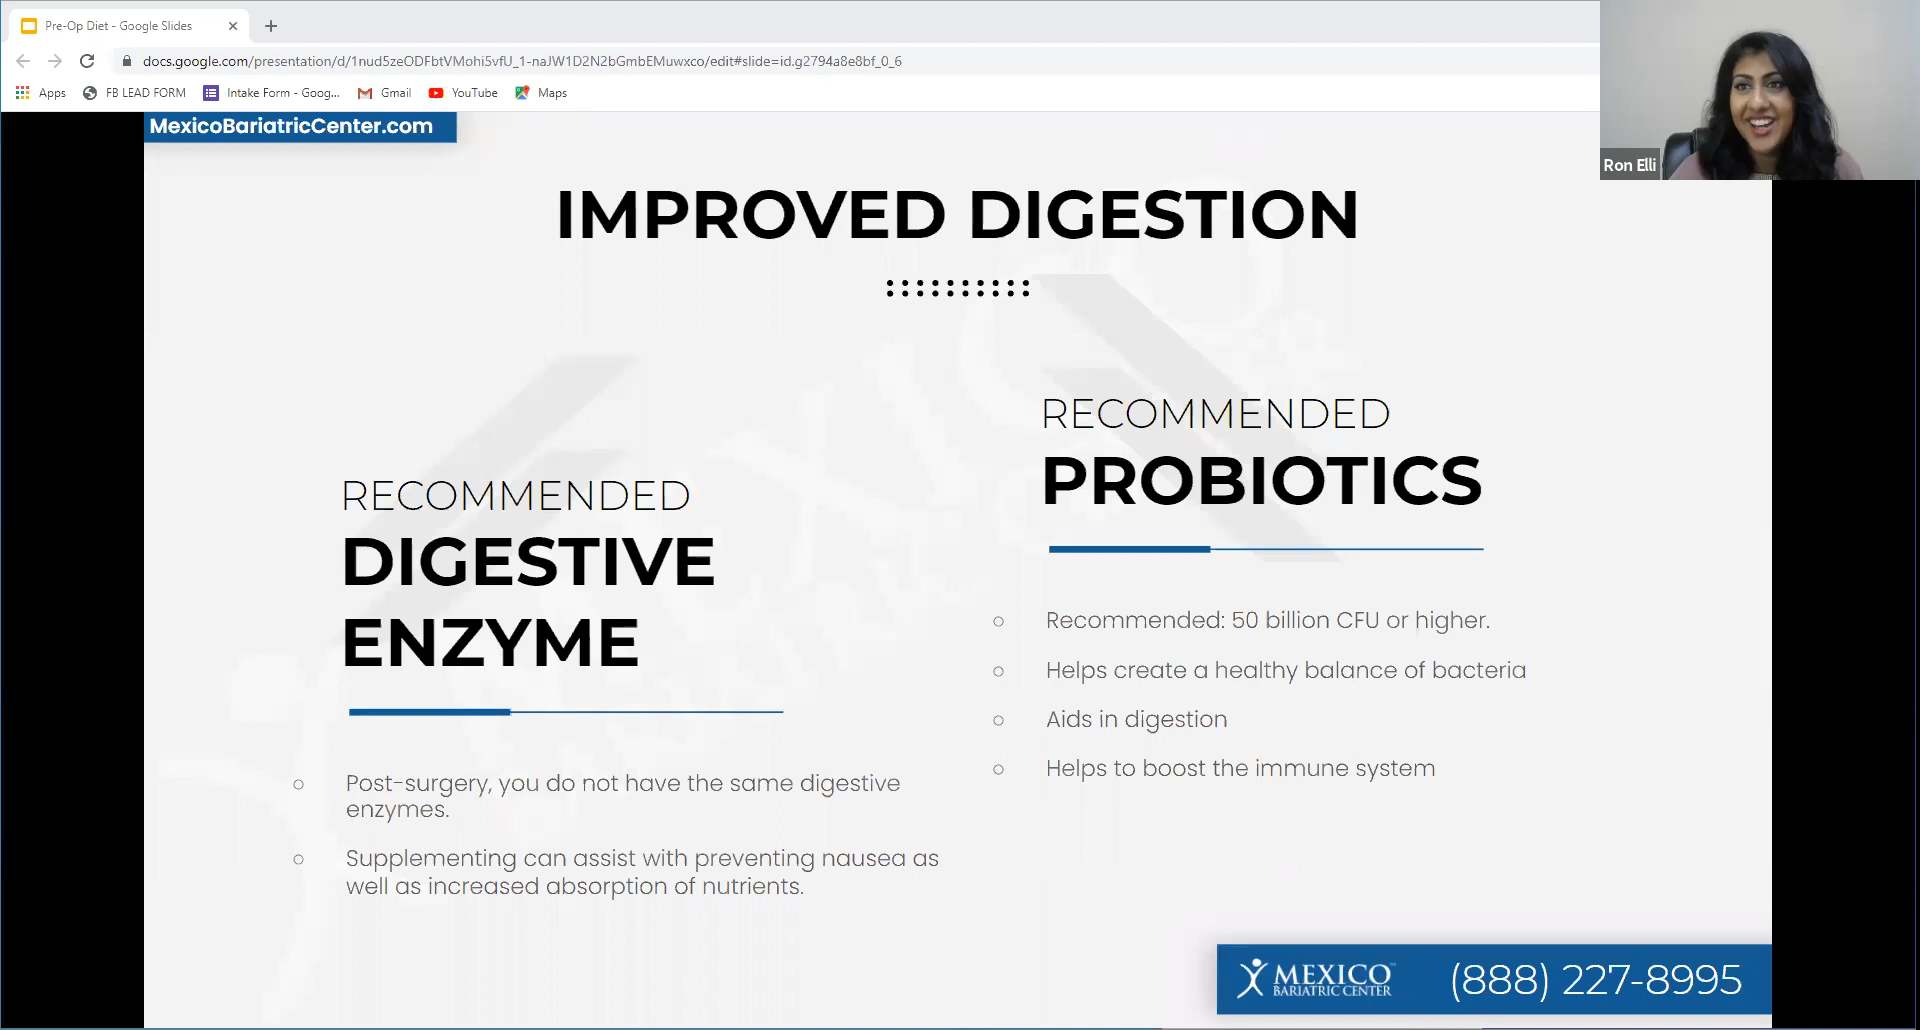 Pre-Op Diet - Google Slides
docs.google.com/presentation/d/1nud5zeODFbtVMohi5vfU_1-naJW1D2N2bGmbEMuwxco/edit#slide=id.g2794a8e8bf_0_6
Apps FB LEAD FORM Intake Form - Goog... Gmail YouTube Maps
MexicoBariatricCenter.com
Ron Elli
IMPROVED DIGESTION
RECOMMENDED
DIGESTIVE
ENZYME
Post-surgery, you do not have the same digestive
enzymes.
Supplementing can assist with preventing nausea as
well as increased absorption of nutrients.
RECOMMENDED
PROBIOTICS
Recommended: 50 billion CFU or higher.
Helps create a healthy balance of bacteria
Aids in digestion
Helps to boost the immune system
MEXICO™
BARIATRIC CENTER
(888) 227-8995